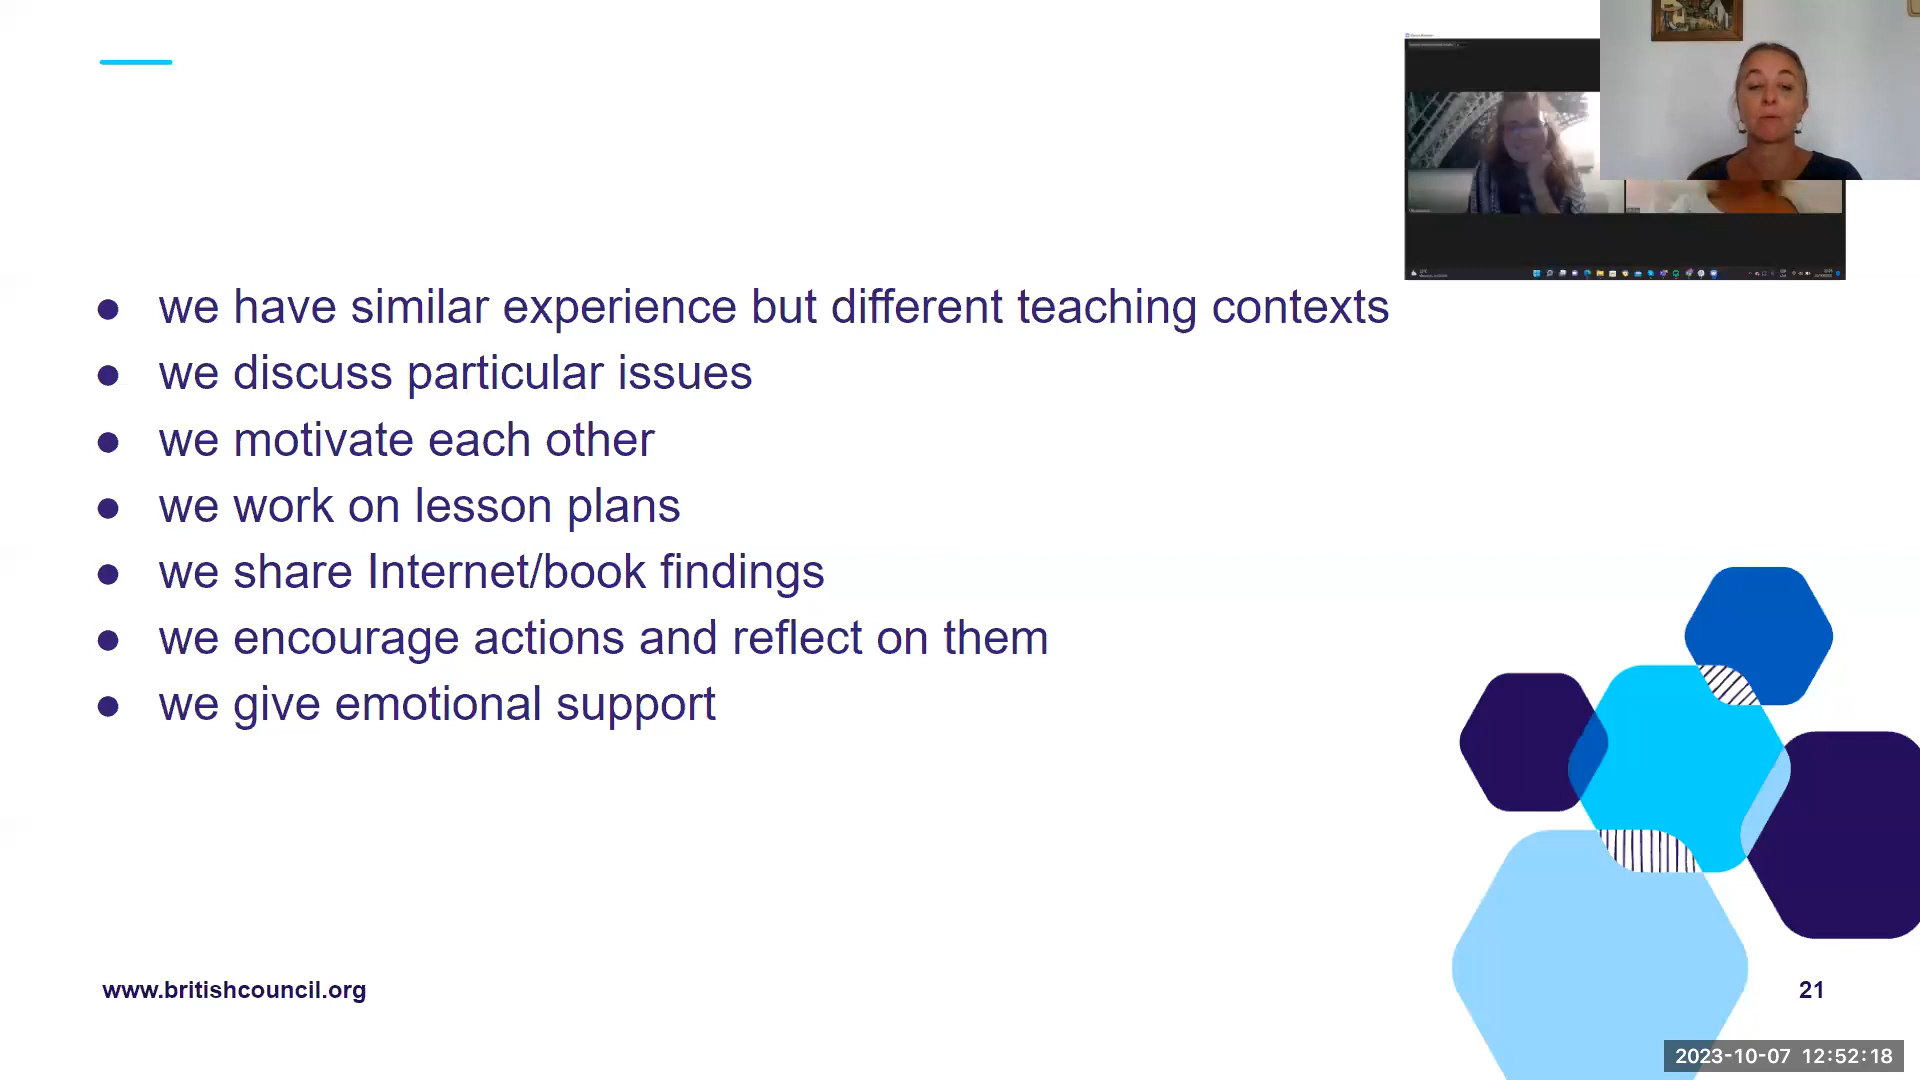 ● we have similar experience but different teaching contexts
● we discuss particular issues
● we motivate each other
● we work on lesson plans
● we share Internet/book findings
● we encourage actions and reflect on them
● we give emotional support
www.britishcouncil.org
21
2023-10-07 12:52:18